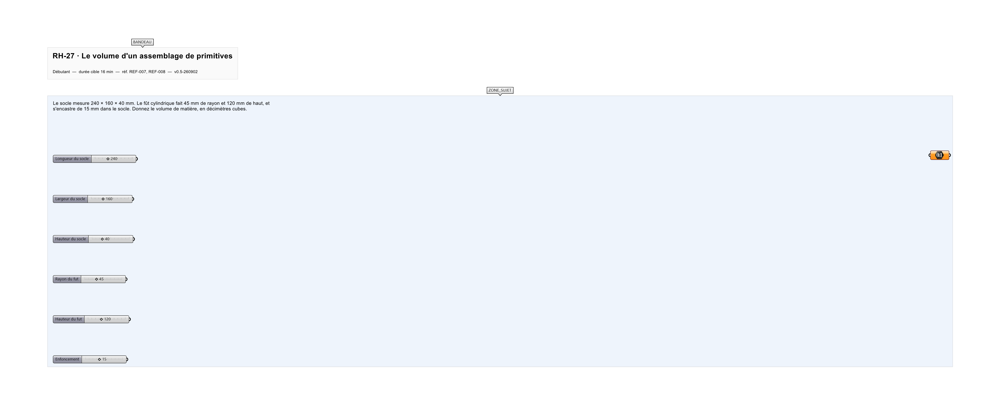 BANDEAU
RH-27 · Le volume d'un assemblage de primitives
Débutant — durée cible 16 min — réf. REF-007, REF-008 — v0.5-260902
ZONE_SUJET
Le socle mesure 240 × 160 × 40 mm. Le fût cylindrique fait 45 mm de rayon et 120 mm de haut, et
s'encastre de 15 mm dans le socle. Donnez le volume de matière, en décimètres cubes.
Longueur du socle 240
0.1
Largeur du socle 160
Hauteur du socle 40
Rayon du fut 45
Hauteur du fut 120
Enfoncement 15